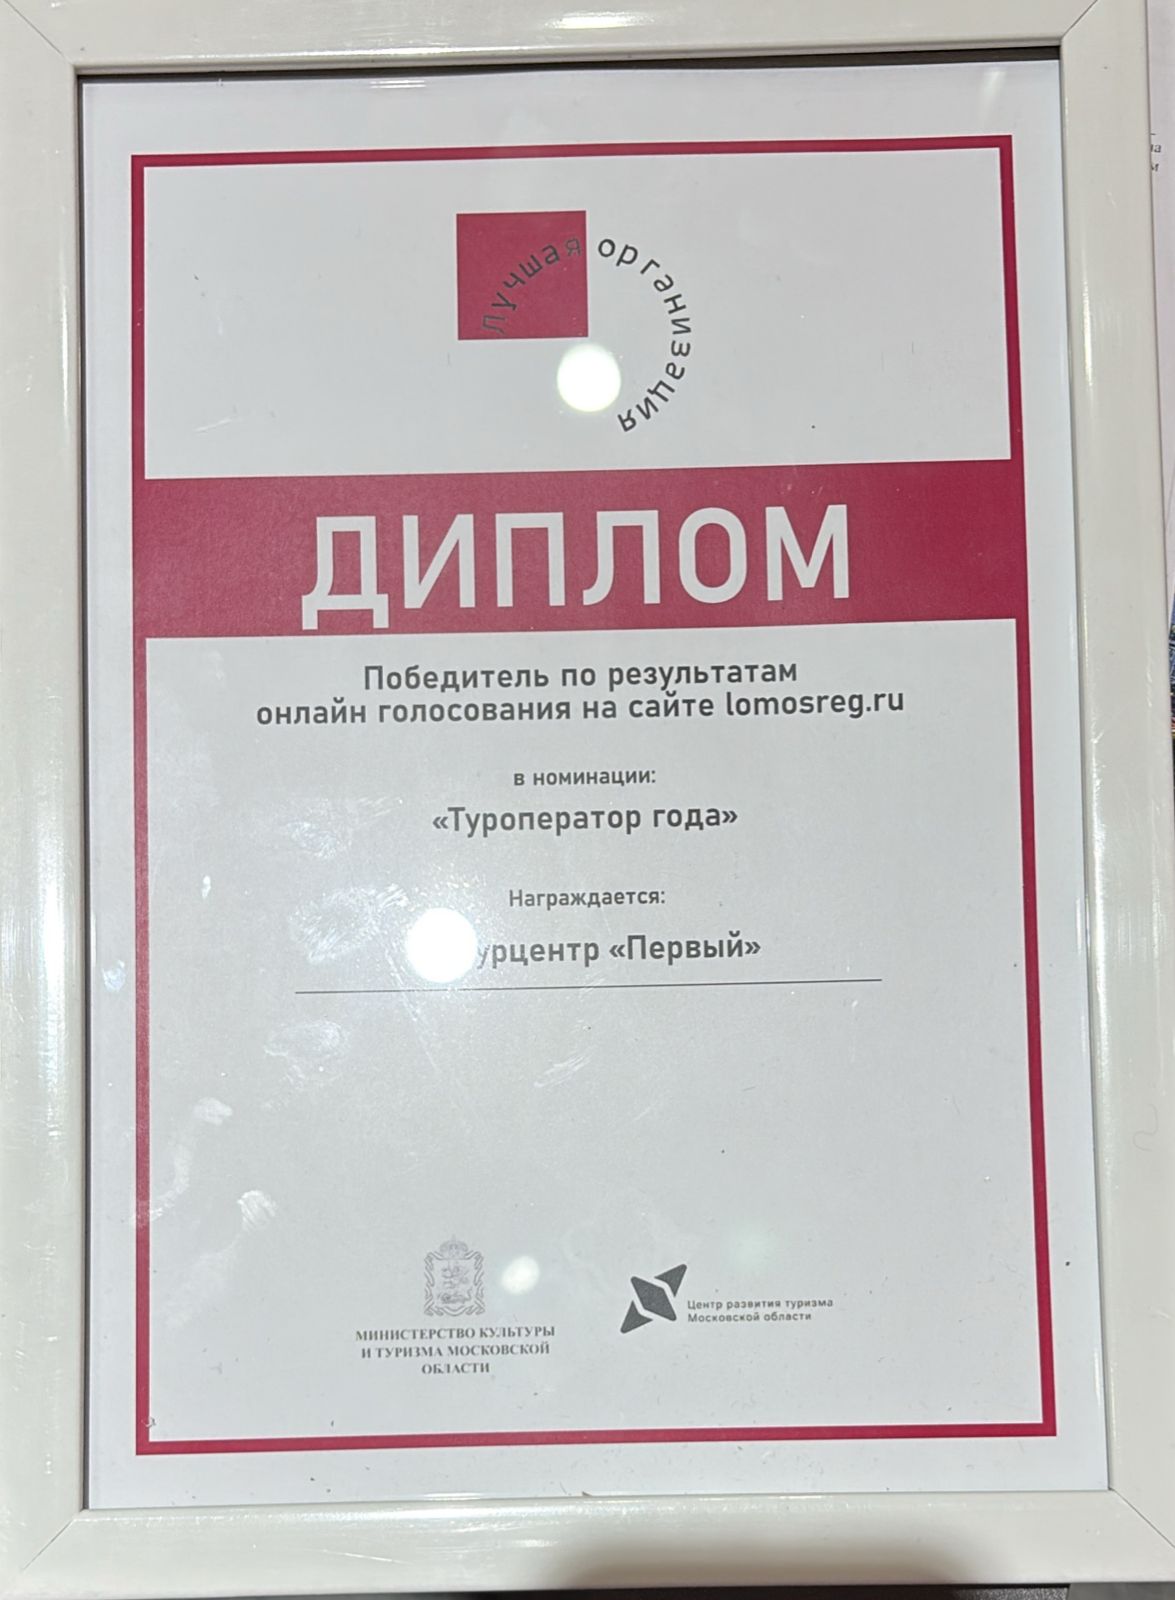 Лучшая организация
ДИПЛОМ
Победитель по результатам
онлайн голосования на сайте lomosreg.ru
в номинации:
«Туроператор года»
Награждается:
«Первый»
МИНИСТЕРСТВО КУЛЬТУРЫ
И ТУРИЗМА МОСКОВСКОЙ
ОБЛАСТИ
Центр развития туризма
Московской области